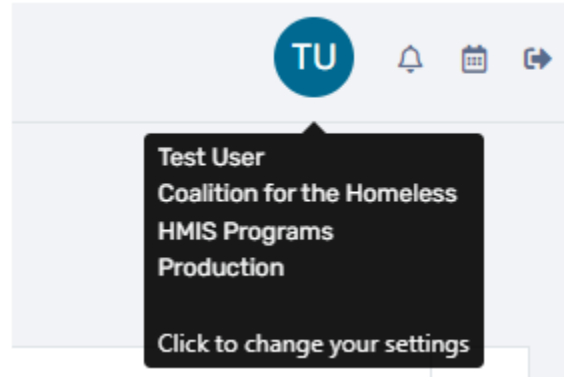 TU
Test User
Coalition for the Homeless
HMIS Programs
Production
Click to change your settings